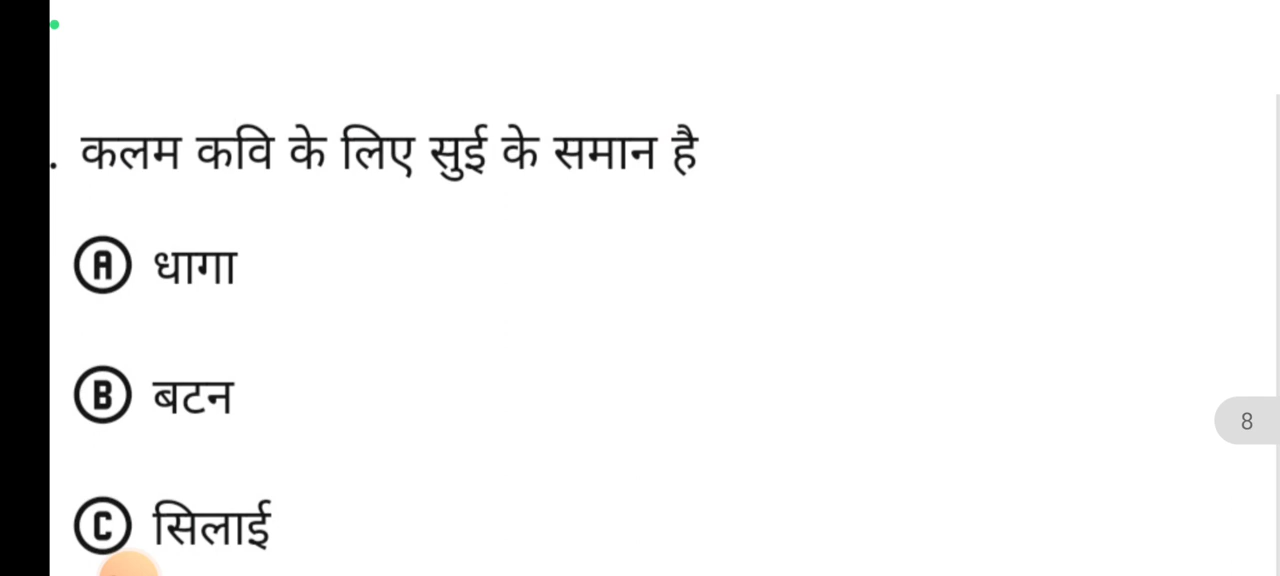 . कलम कवि के लिए सुई के समान है
A धागा
B बटन
8
C सिलाई